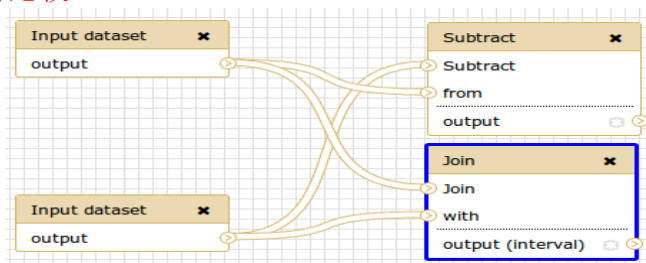 Input dataset
output
Input dataset
output
Subtract
Subtract
from
output
Join
Join
with
output (interval)